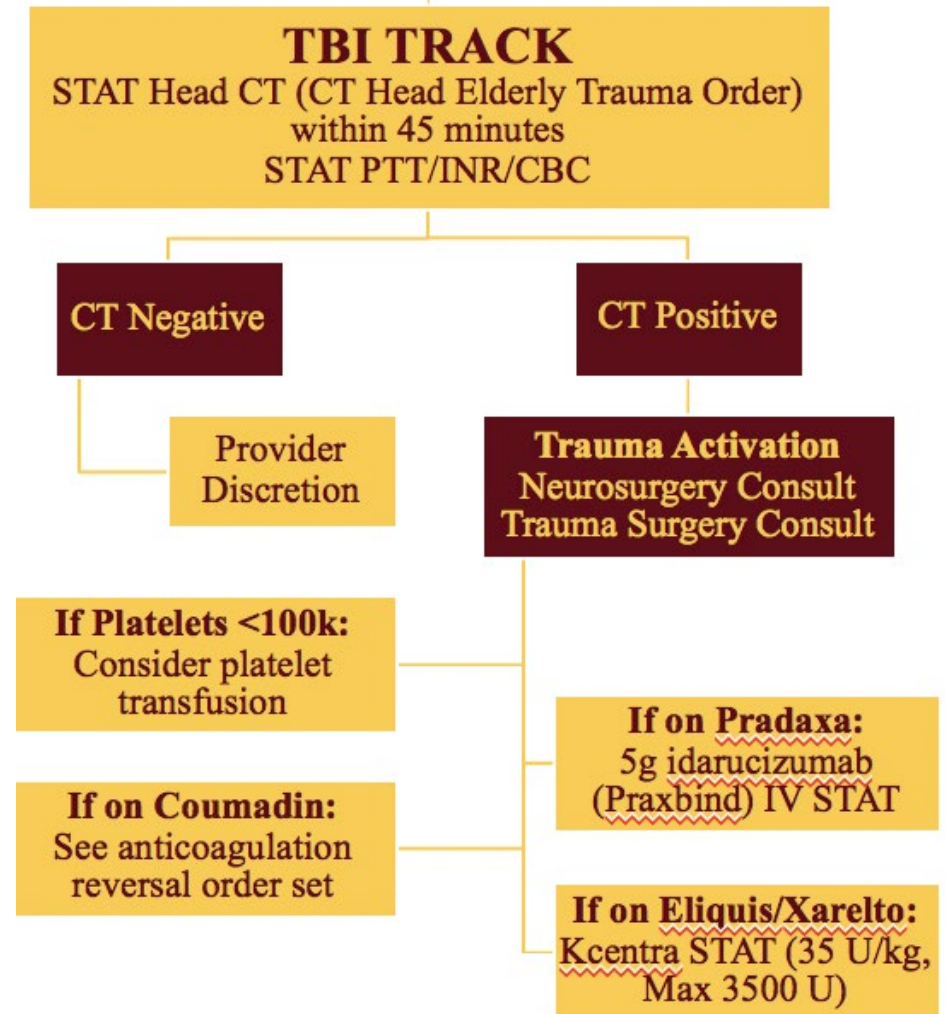 TBI TRACK
STAT Head CT (CT Head Elderly Trauma Order)
within 45 minutes
STAT PTT/INR/CBC
CT Negative
CT Positive
Provider
Discretion
Trauma Activation
Neurosurgery Consult
Trauma Surgery Consult
If Platelets <100k:
Consider platelet
transfusion
If on Pradaxa:
5g idarucizumab
(Praxbind) IV STAT
If on Coumadin:
See anticoagulation
reversal order set
If on Eliquis/Xarelto:
Kcentra STAT (35 U/kg,
Max 3500 U)